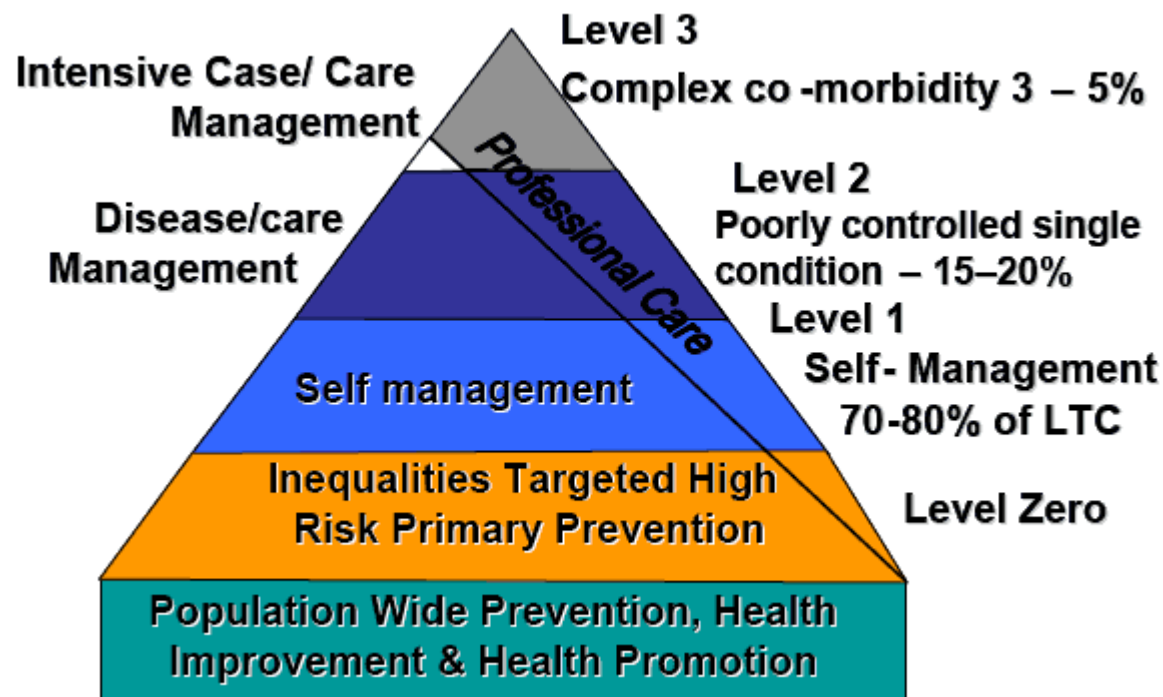 Level 3
Intensive Case/ Care
Management
Complex co -morbidity 3 – 5%
Professional Care
Level 2
Disease/care
Management
Poorly controlled single
condition – 15–20%
Level 1
Self management
Self- Management
70-80% of LTC
Inequalities Targeted High
Risk Primary Prevention
Level Zero
Population Wide Prevention, Health
Improvement & Health Promotion